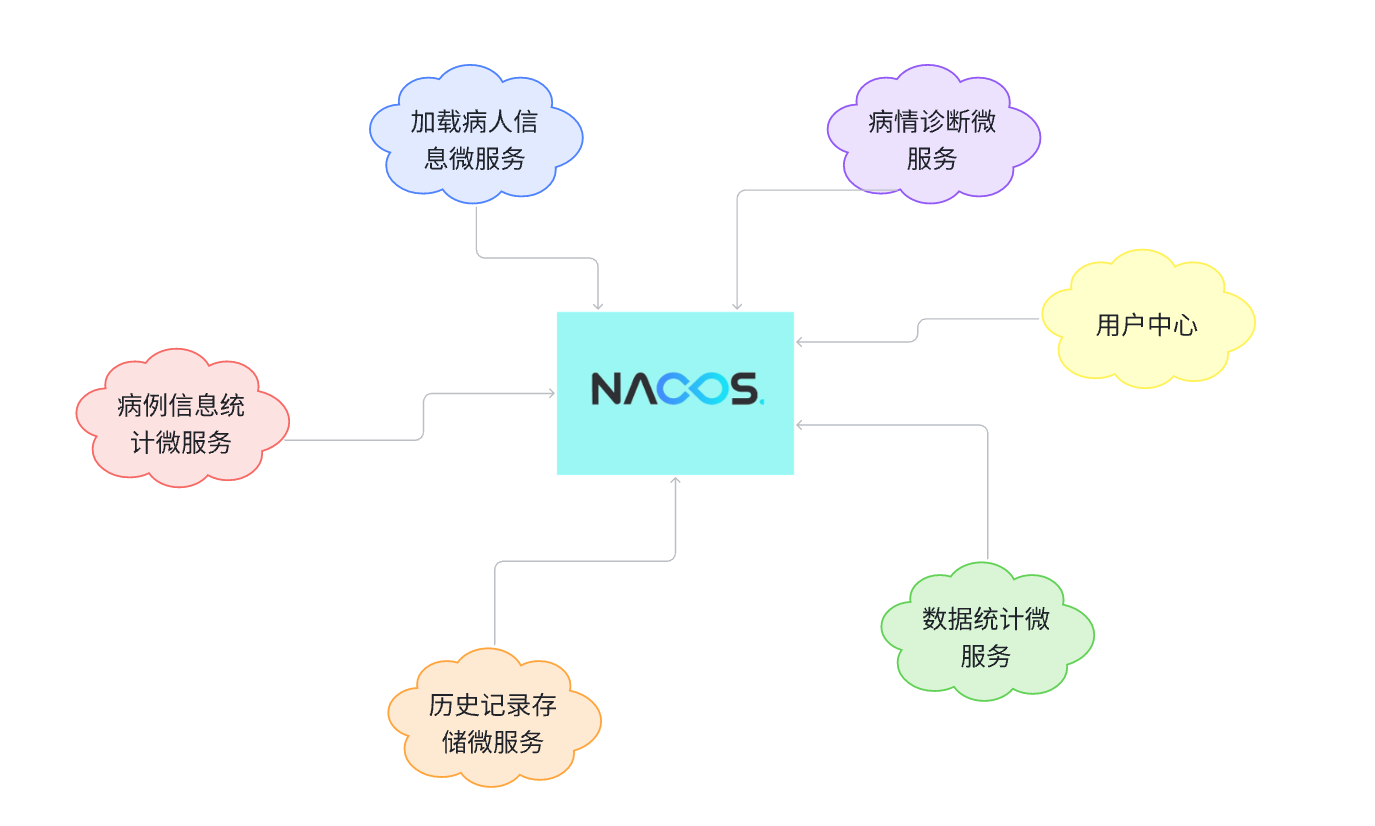 加载病人信
息微服务
病情诊断微
服务
用户中心
NACOS.
病例信息统
计微服务
数据统计微
服务
历史记录存
储微服务